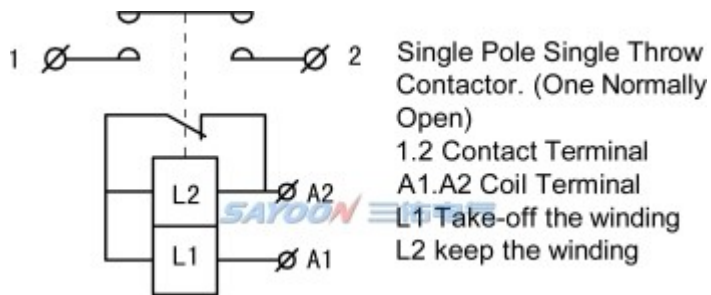 1
2
Single Pole Single Throw
Contactor. (One Normally
Open)
1.2 Contact Terminal
A1.A2 Coil Terminal
L1 Take-off the winding
L2 keep the winding
L2
A2
SAYOON
L1
A1